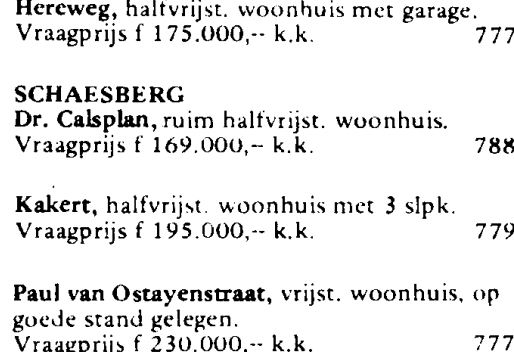 Hereweg, halfvrijst. woonhuis met garage.
Vraagprijs f 175.000,-- k.k. 777
SCHAESBERG
Dr. Calsplan, ruim halfvrijst. woonhuis.
Vraagprijs f 169.000,-- k.k. 788
Kakert, halfvrijst. woonhuis met 3 slpk.
Vraagprijs f 195.000,-- k.k. 779
Paul van Ostayenstraat, vrijst. woonhuis, op
goede stand gelegen.
Vraagprijs f 230.000,-- k.k. 777